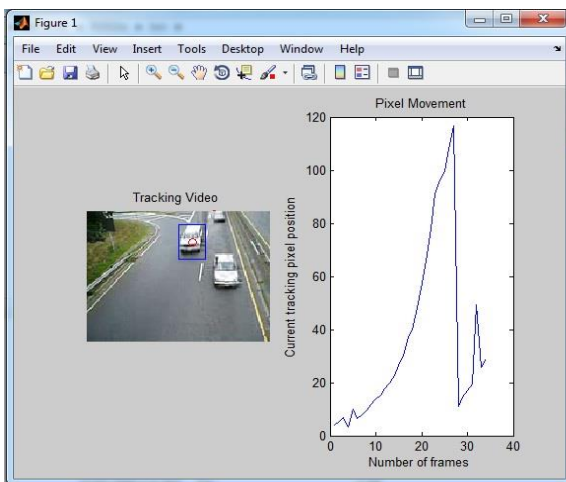 Figure 1
File Edit View Insert Tools Desktop Window Help
Tracking Video
Pixel Movement
Current tracking pixel position
120
100
80
60
40
20
0
0 10 20 30 40
Number of frames